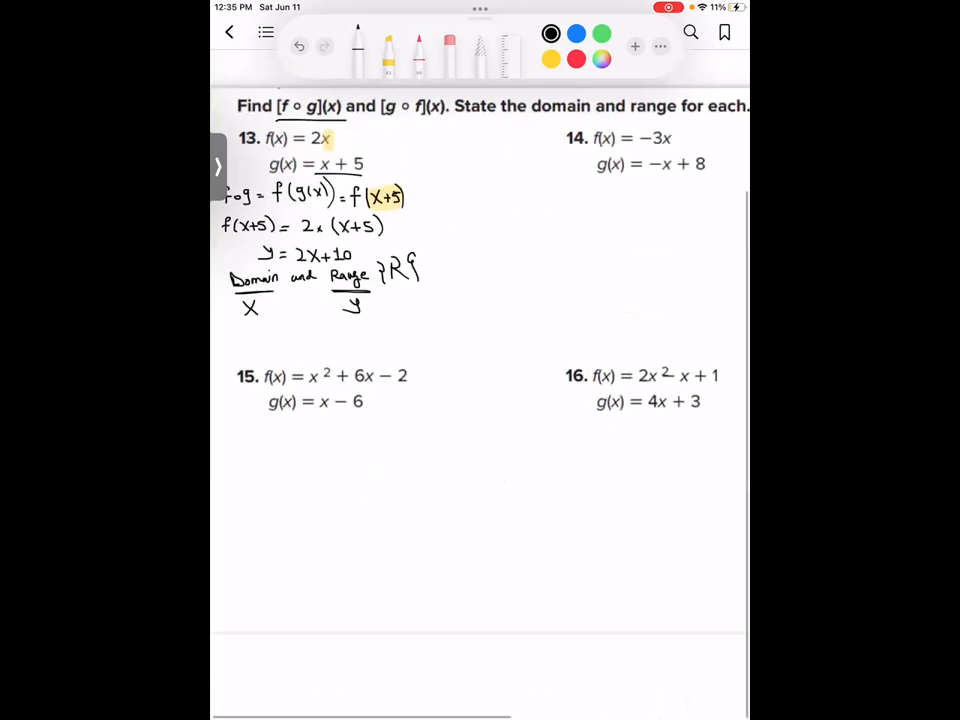 12:35 PM Sat Jun 11
11%
Find [f ∘ g](x) and [g ∘ f](x). State the domain and range for each.
13. f(x) = 2x
g(x) = x + 5
fog = f(g(x)) = f(x+5)
f(x+5) = 2 × (x+5)
y = 2x+10
Domain and Range }R{
x y
14. f(x) = −3x
g(x) = −x + 8
15. f(x) = x² + 6x − 2
g(x) = x − 6
16. f(x) = 2x² − x + 1
g(x) = 4x + 3